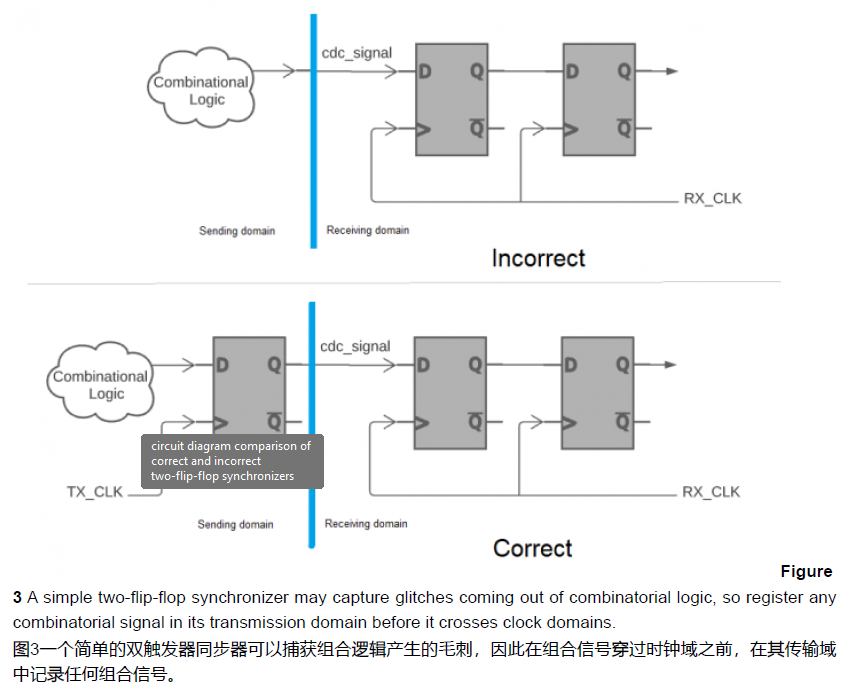 cdc_signal
Combinational
Logic
D
Q
Q
D
Q
Q
RX_CLK
Sending domain
Receiving domain
Incorrect
cdc_signal
Combinational
Logic
D
Q
Q
D
Q
Q
D
Q
Q
circuit diagram comparison of
correct and incorrect
two-flip-flop synchronizers
TX_CLK
RX_CLK
Sending domain
Receiving domain
Correct
Figure
3 A simple two-flip-flop synchronizer may capture glitches coming out of combinatorial logic, so register any
combinatorial signal in its transmission domain before it crosses clock domains.
图3一个简单的双触发器同步器可以捕获组合逻辑产生的毛刺，因此在组合信号穿过时钟域之前，在其传输域
中记录任何组合信号。